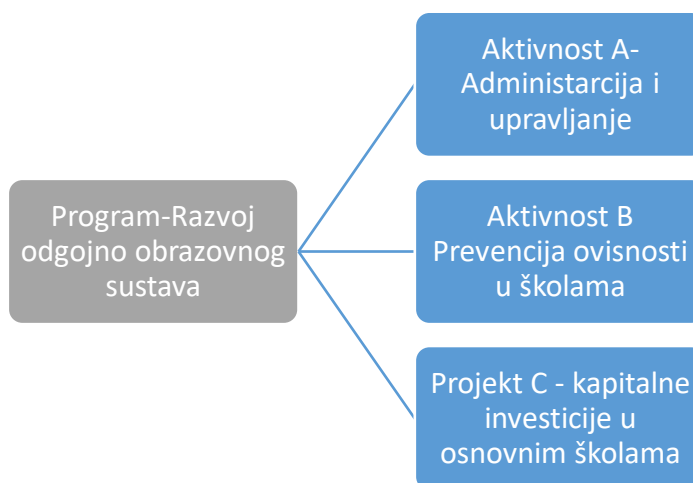 Program-Razvoj
odgojno obrazovnog
sustava
Aktivnost A-
Administarcija i
upravljanje
Aktivnost B
Prevencija ovisnosti
u školama
Projekt C - kapitalne
investicije u
osnovnim školama